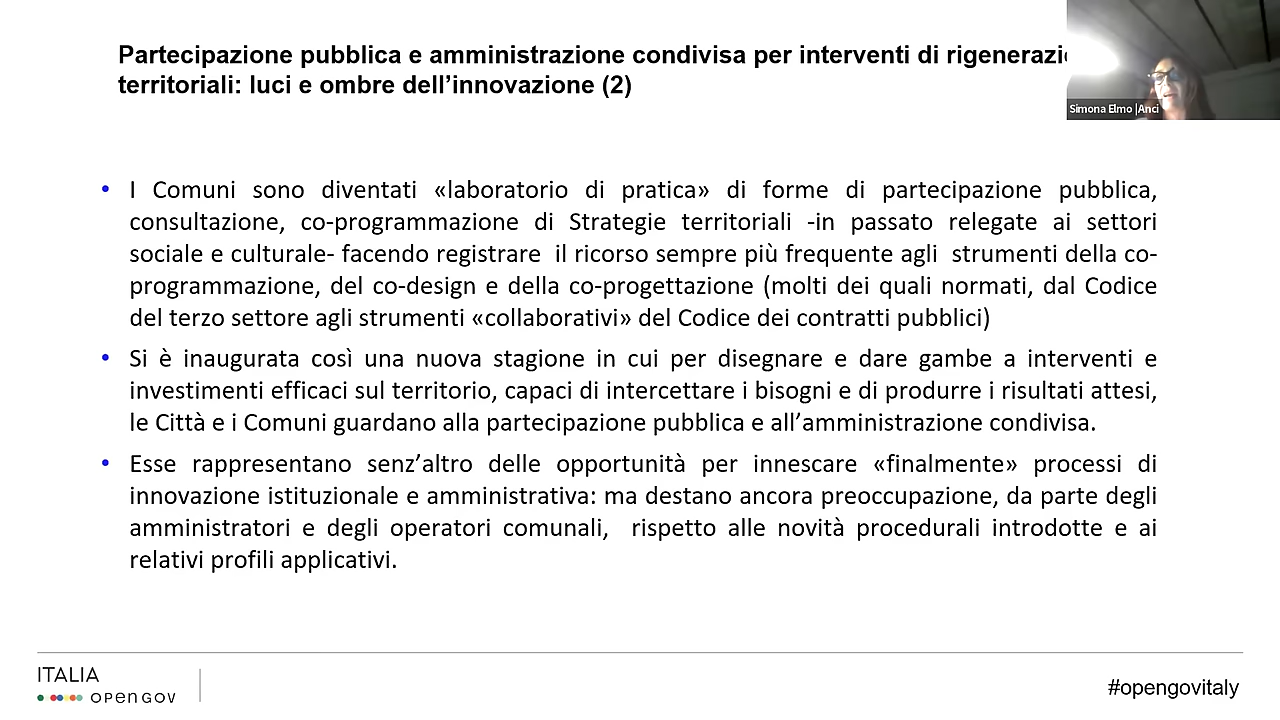 Partecipazione pubblica e amministrazione condivisa per interventi di
territoriali: luci e ombre dell’innovazione (2)
Simona Elmo |Anci
• I Comuni sono diventati «laboratorio di pratica» di forme di partecipazione pubblica,
consultazione, co-programmazione di Strategie territoriali -in passato relegate ai settori
sociale e culturale- facendo registrare il ricorso sempre più frequente agli strumenti della co-
programmazione, del co-design e della co-progettazione (molti dei quali normati, dal Codice
del terzo settore agli strumenti «collaborativi» del Codice dei contratti pubblici)
• Si è inaugurata così una nuova stagione in cui per disegnare e dare gambe a interventi e
investimenti efficaci sul territorio, capaci di intercettare i bisogni e di produrre i risultati attesi,
le Città e i Comuni guardano alla partecipazione pubblica e all’amministrazione condivisa.
• Esse rappresentano senz’altro delle opportunità per innescare «finalmente» processi di
innovazione istituzionale e amministrativa: ma destano ancora preoccupazione, da parte degli
amministratori e degli operatori comunali, rispetto alle novità procedurali introdotte e ai
relativi profili applicativi.
ITALIA
OPEN GOV
#opengovitaly